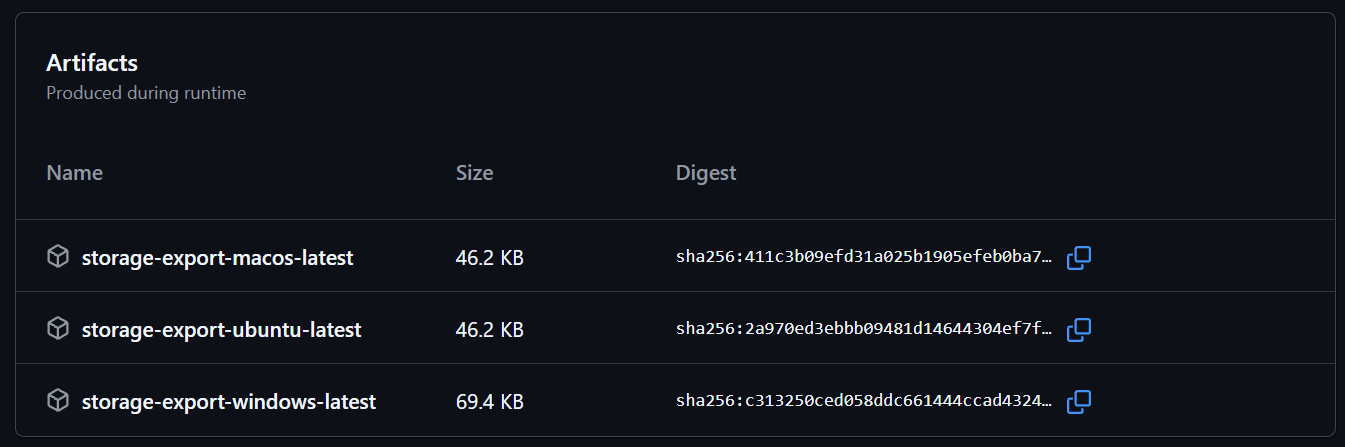 Artifacts
Produced during runtime
Name Size Digest
storage-export-macos-latest 46.2 KB sha256:411c3b09efd31a025b1905efeb0ba7…
storage-export-ubuntu-latest 46.2 KB sha256:2a970ed3ebbb09481d14644304ef7f…
storage-export-windows-latest 69.4 KB sha256:c313250ced058ddc661444ccad4324…